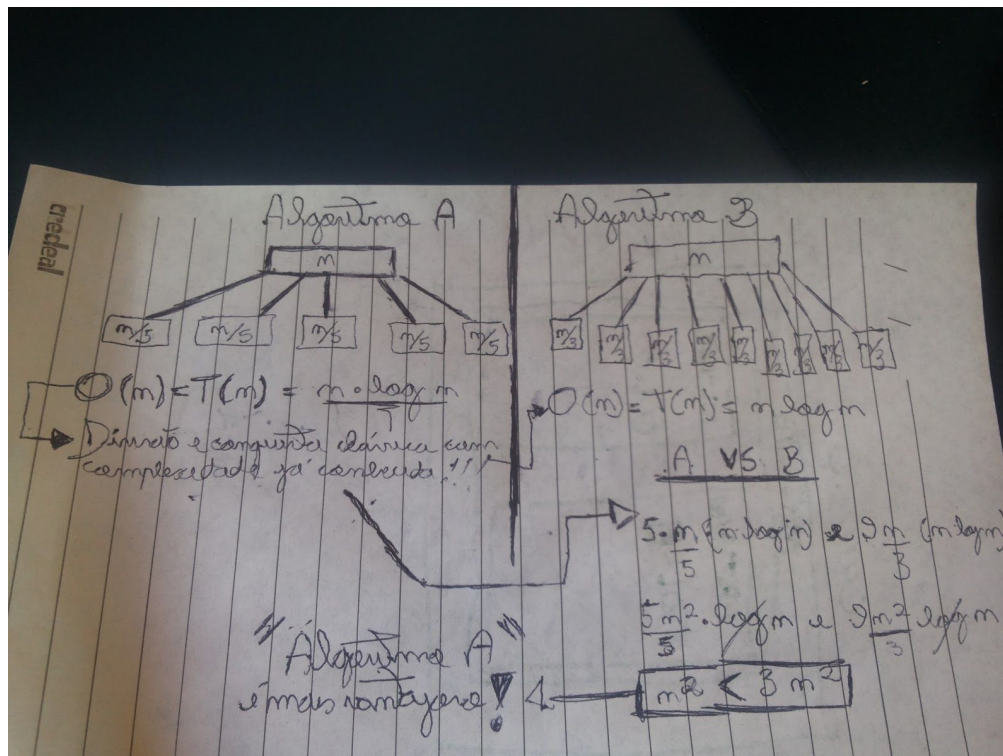 credeal
Algoritmo A
n
n/5 n/5 n/5 n/5 n/5
O(n) = T(n) = n • log n
Divisão e conquista clássica com
complexidade já conhecida!!!
Algoritmo B
n
n/3 n/3 n/3 n/3 n/3 n/3 n/3 n/3 n/3
O(n) = T(n) = n log n
A VS B
5•n/5 (n log n) e 9n/3 (n log n)
5n²/5 • log n e 9n²/3 log n
n² < 3 n²
"Algoritmo A"
é mais vantajoso!